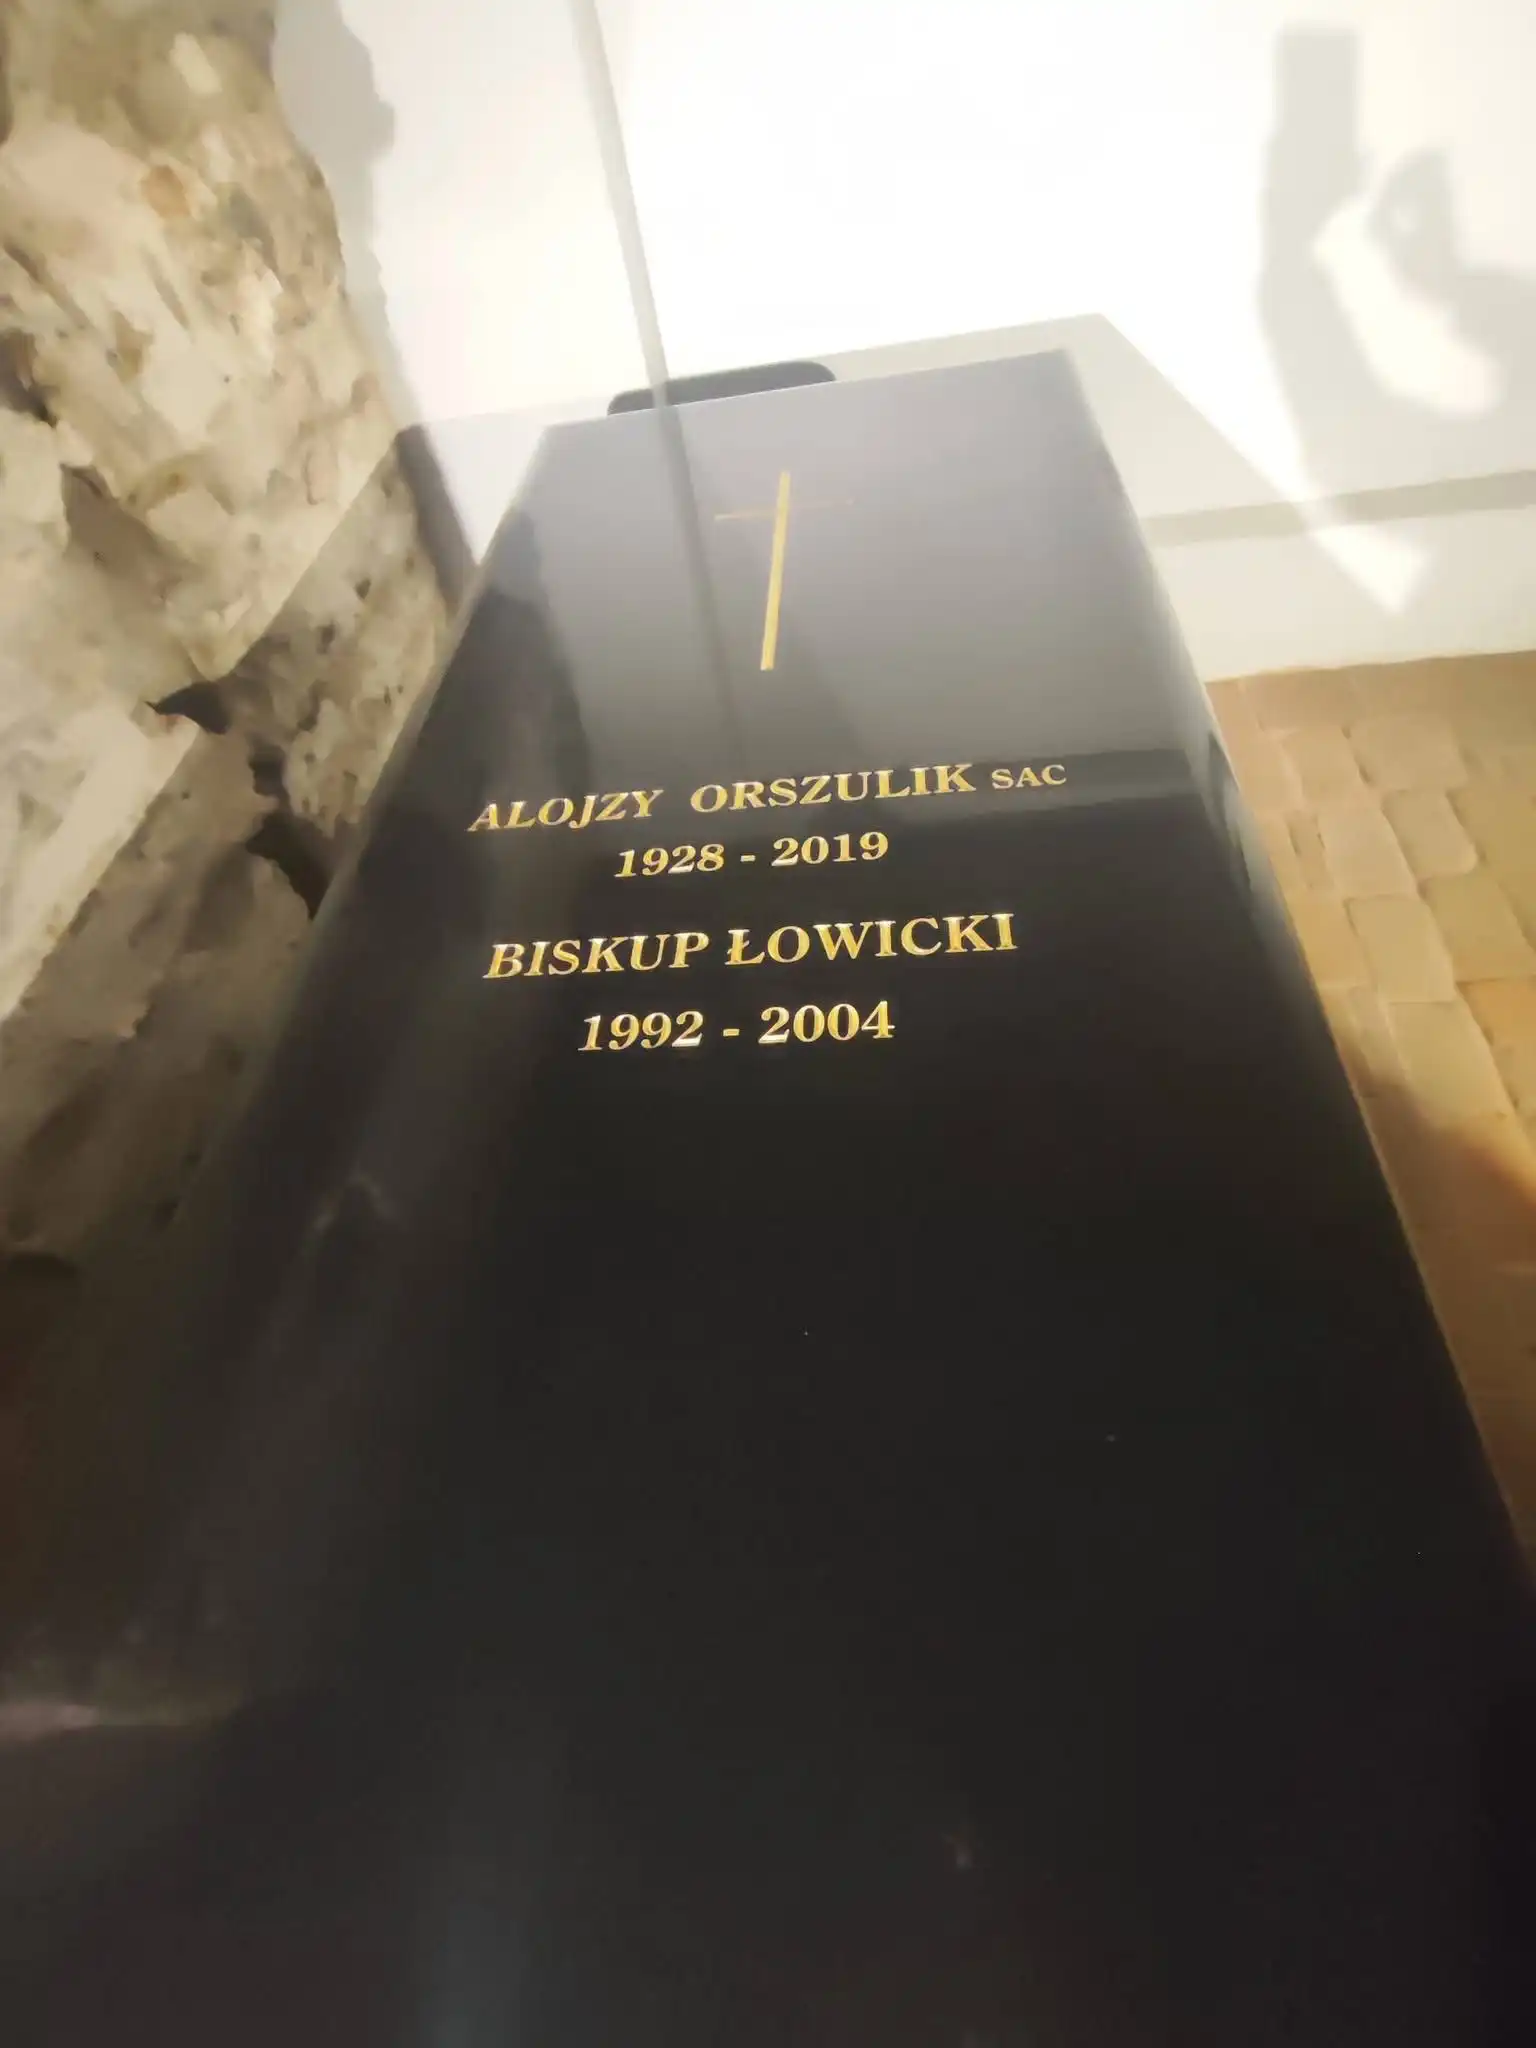 ALOJZY ORSZULIK SAC
1928 - 2019
BISKUP ŁOWICKI
1992 - 2004